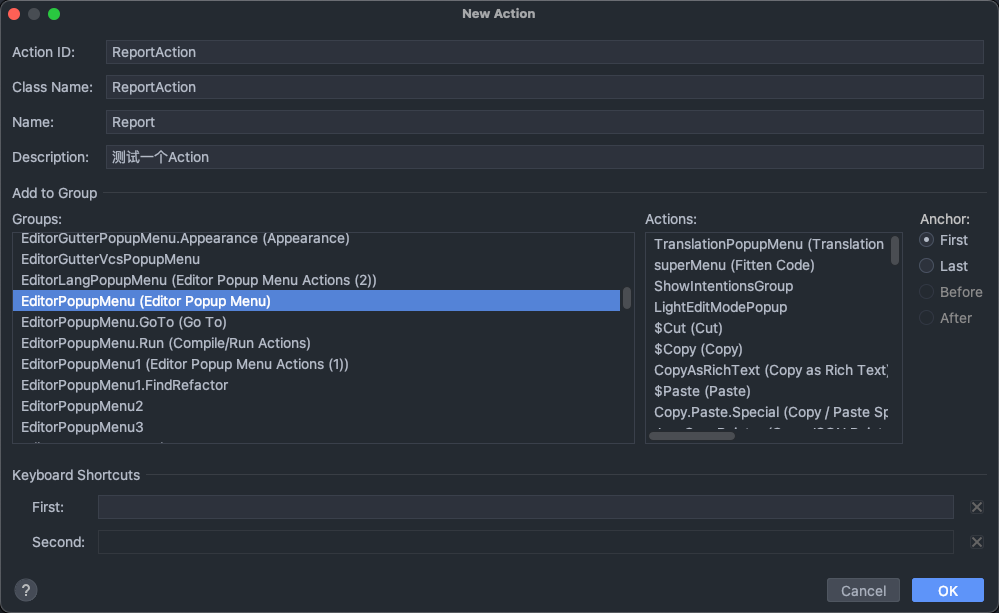 New Action
Action ID: ReportAction
Class Name: ReportAction
Name: Report
Description: 测试一个Action
Add to Group
Groups:
EditorGutterPopupMenu.Appearance (Appearance)
EditorGutterVcsPopupMenu
EditorLangPopupMenu (Editor Popup Menu Actions (2))
EditorPopupMenu (Editor Popup Menu)
EditorPopupMenu.GoTo (Go To)
EditorPopupMenu.Run (Compile/Run Actions)
EditorPopupMenu1 (Editor Popup Menu Actions (1))
EditorPopupMenu1.FindRefactor
EditorPopupMenu2
EditorPopupMenu3
Actions:
TranslationPopupMenu (Translation
superMenu (Fitten Code)
ShowIntentionsGroup
LightEditModePopup
$Cut (Cut)
$Copy (Copy)
CopyAsRichText (Copy as Rich Text)
$Paste (Paste)
Copy.Paste.Special (Copy / Paste Sp
Anchor:
First
Last
Before
After
Keyboard Shortcuts
First:
Second:
?
Cancel
OK